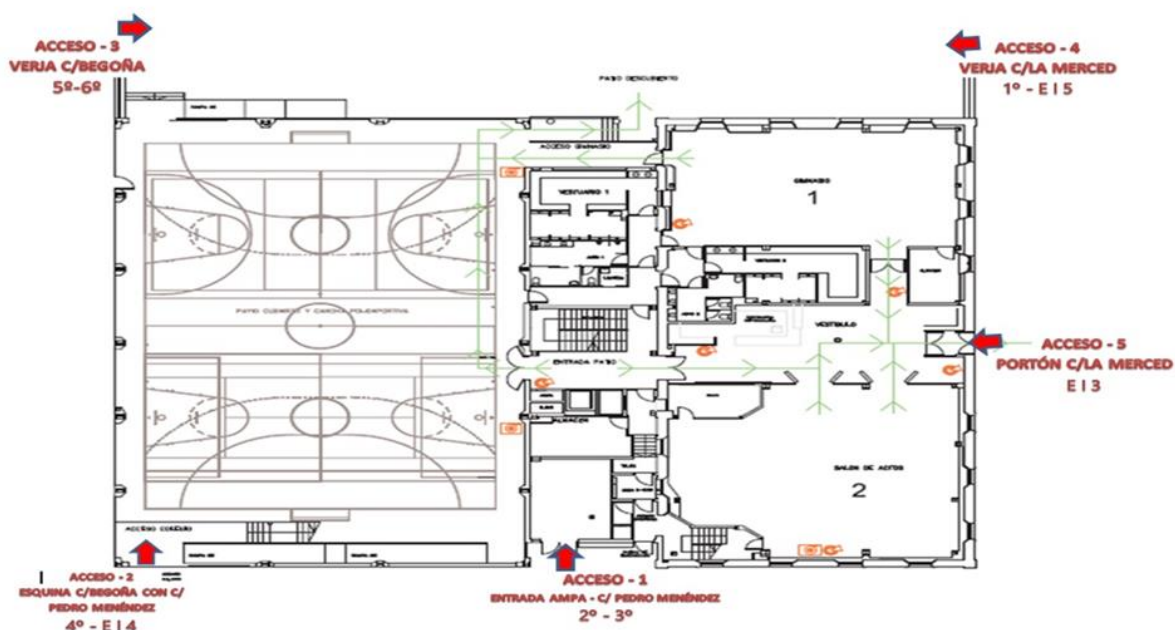 ACCESO - 3
VERJA C/BEGOÑA
5º-6º
ACCESO - 4
VERJA C/LA MERCED
1º - E I 5
PATIO DESCUBIERTO
ACCESO GIMNASIO
VESTUARIO 1
GIMNASIO
1
PATIO CUBIERTO Y CANCHA POLIDEPORTIVA
VESTIBULO
ENTRADA PATIO
ACCESO - 5
PORTÓN C/LA MERCED
E I 3
ALMACEN
SALON DE ACTOS
2
ACCESO COLEGIO
ACCESO - 2
ESQUINA C/BEGOÑA CON C/
PEDRO MENÉNDEZ
4º - E I 4
ACCESO - 1
ENTRADA AMPA - C/ PEDRO MENÉNDEZ
2º - 3º